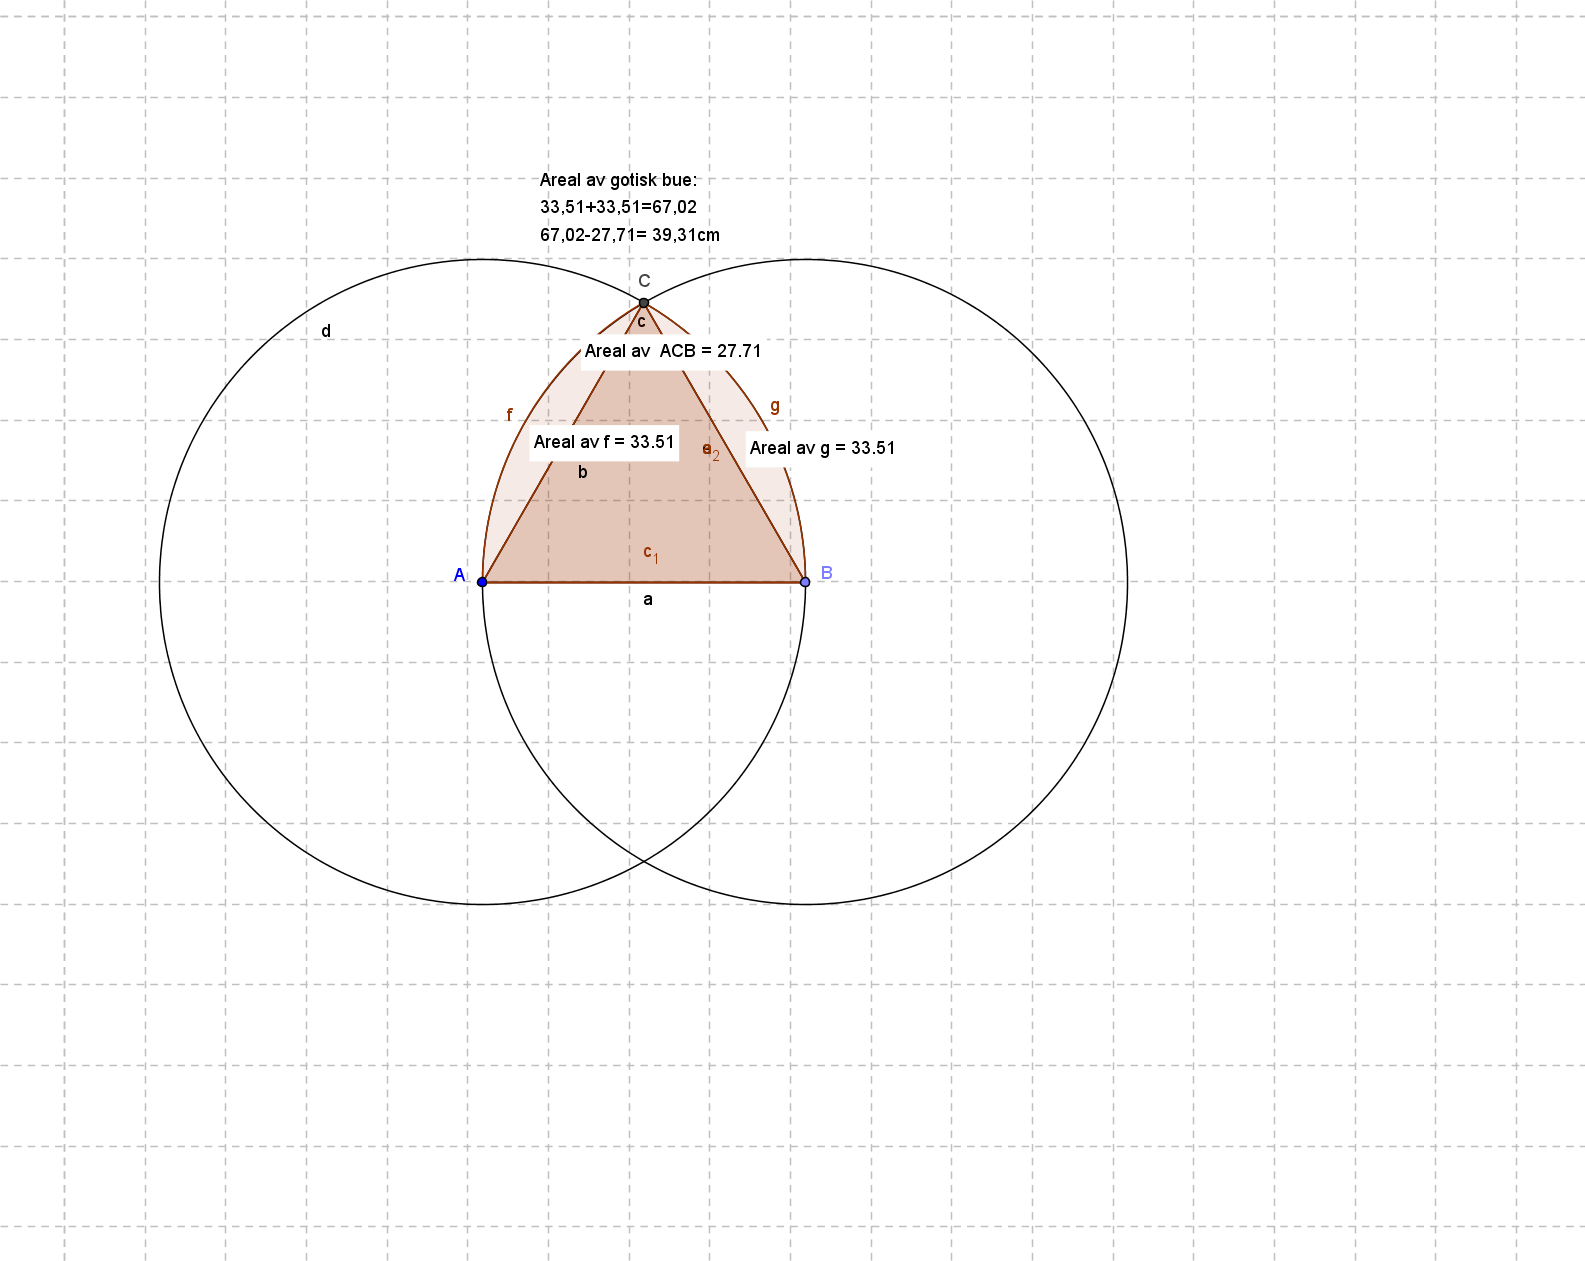 Areal av gotisk bue:
33,51+33,51=67,02
67,02-27,71= 39,31cm
C
c
d
Areal av  ACB = 27.71
f
g
Areal av f = 33.51
Areal av g = 33.51
b
c₁
A
B
a